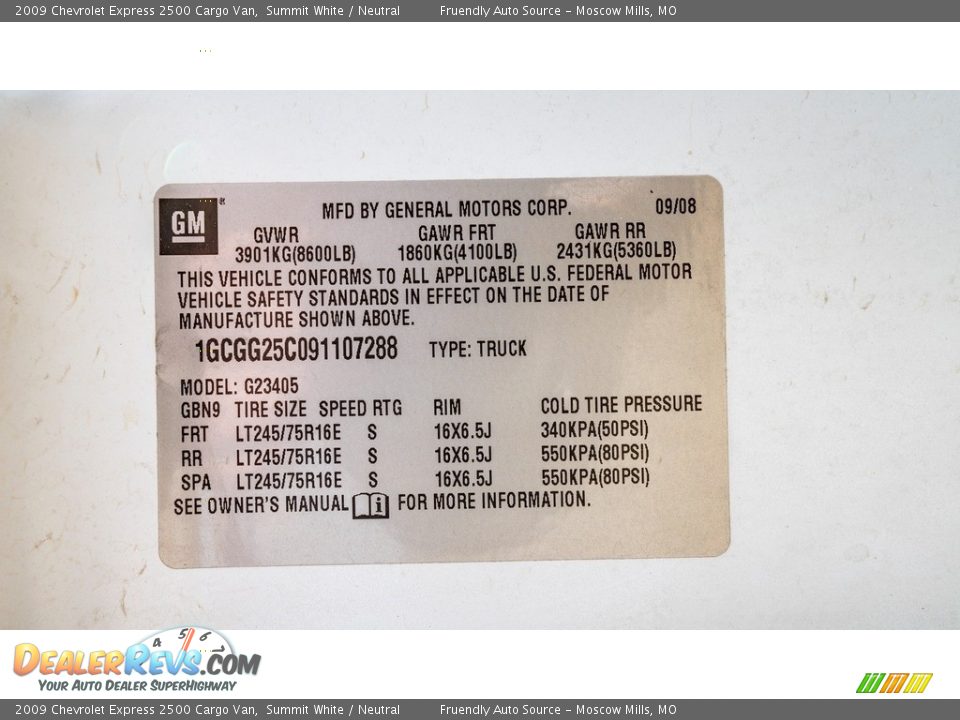 2009 Chevrolet Express 2500 Cargo Van, Summit White / Neutral Fruendly Auto Source - Moscow Mills, MO
GM
MFD BY GENERAL MOTORS CORP. 09/08
GVWR GAWR FRT GAWR RR
3901KG(8600LB) 1860KG(4100LB) 2431KG(5360LB)
THIS VEHICLE CONFORMS TO ALL APPLICABLE U.S. FEDERAL MOTOR
VEHICLE SAFETY STANDARDS IN EFFECT ON THE DATE OF
MANUFACTURE SHOWN ABOVE.
1GCGG25C091107288 TYPE: TRUCK
MODEL: G23405
GBN9 TIRE SIZE SPEED RTG RIM COLD TIRE PRESSURE
FRT LT245/75R16E S 16X6.5J 340KPA(50PSI)
RR LT245/75R16E S 16X6.5J 550KPA(80PSI)
SPA LT245/75R16E S 16X6.5J 550KPA(80PSI)
SEE OWNER'S MANUAL i FOR MORE INFORMATION.
4 5 6 7
DEALERREVS.COM
YOUR AUTO DEALER SUPERHIGHWAY
2009 Chevrolet Express 2500 Cargo Van, Summit White / Neutral Fruendly Auto Source - Moscow Mills, MO